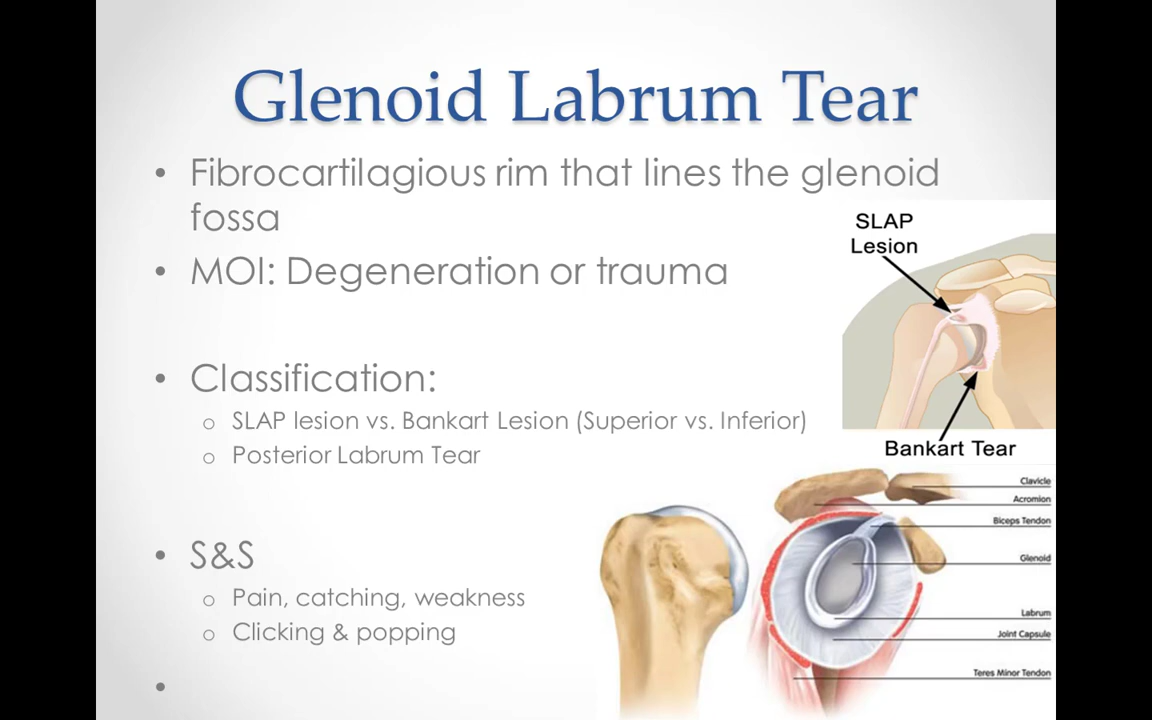 Glenoid Labrum Tear
• Fibrocartilagious rim that lines the glenoid
fossa
• MOI: Degeneration or trauma
• Classification:
o SLAP lesion vs. Bankart Lesion (Superior vs. Inferior)
o Posterior Labrum Tear
• S&S
o Pain, catching, weakness
o Clicking & popping
•
SLAP
Lesion
Bankart Tear
Clavicle
Acromion
Biceps Tendon
Glenoid
Labrum
Joint Capsule
Teres Minor Tendon